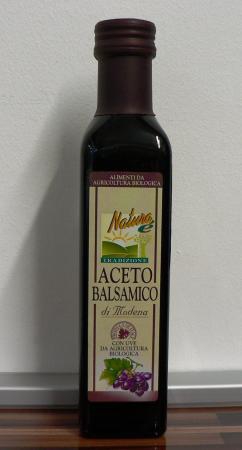 ALIMENTI DA
AGRICOLTURA BIOLOGICA
Natura
è
TRADIZIONE
ACETO
BALSAMICO
di Modena
CON UVE
DA AGRICOLTURA
BIOLOGICA